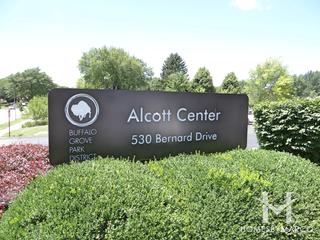 Alcott Center
530 Bernard Drive
BUFFALO
GROVE
PARK
DISTRICT
HOMES BY MARCO